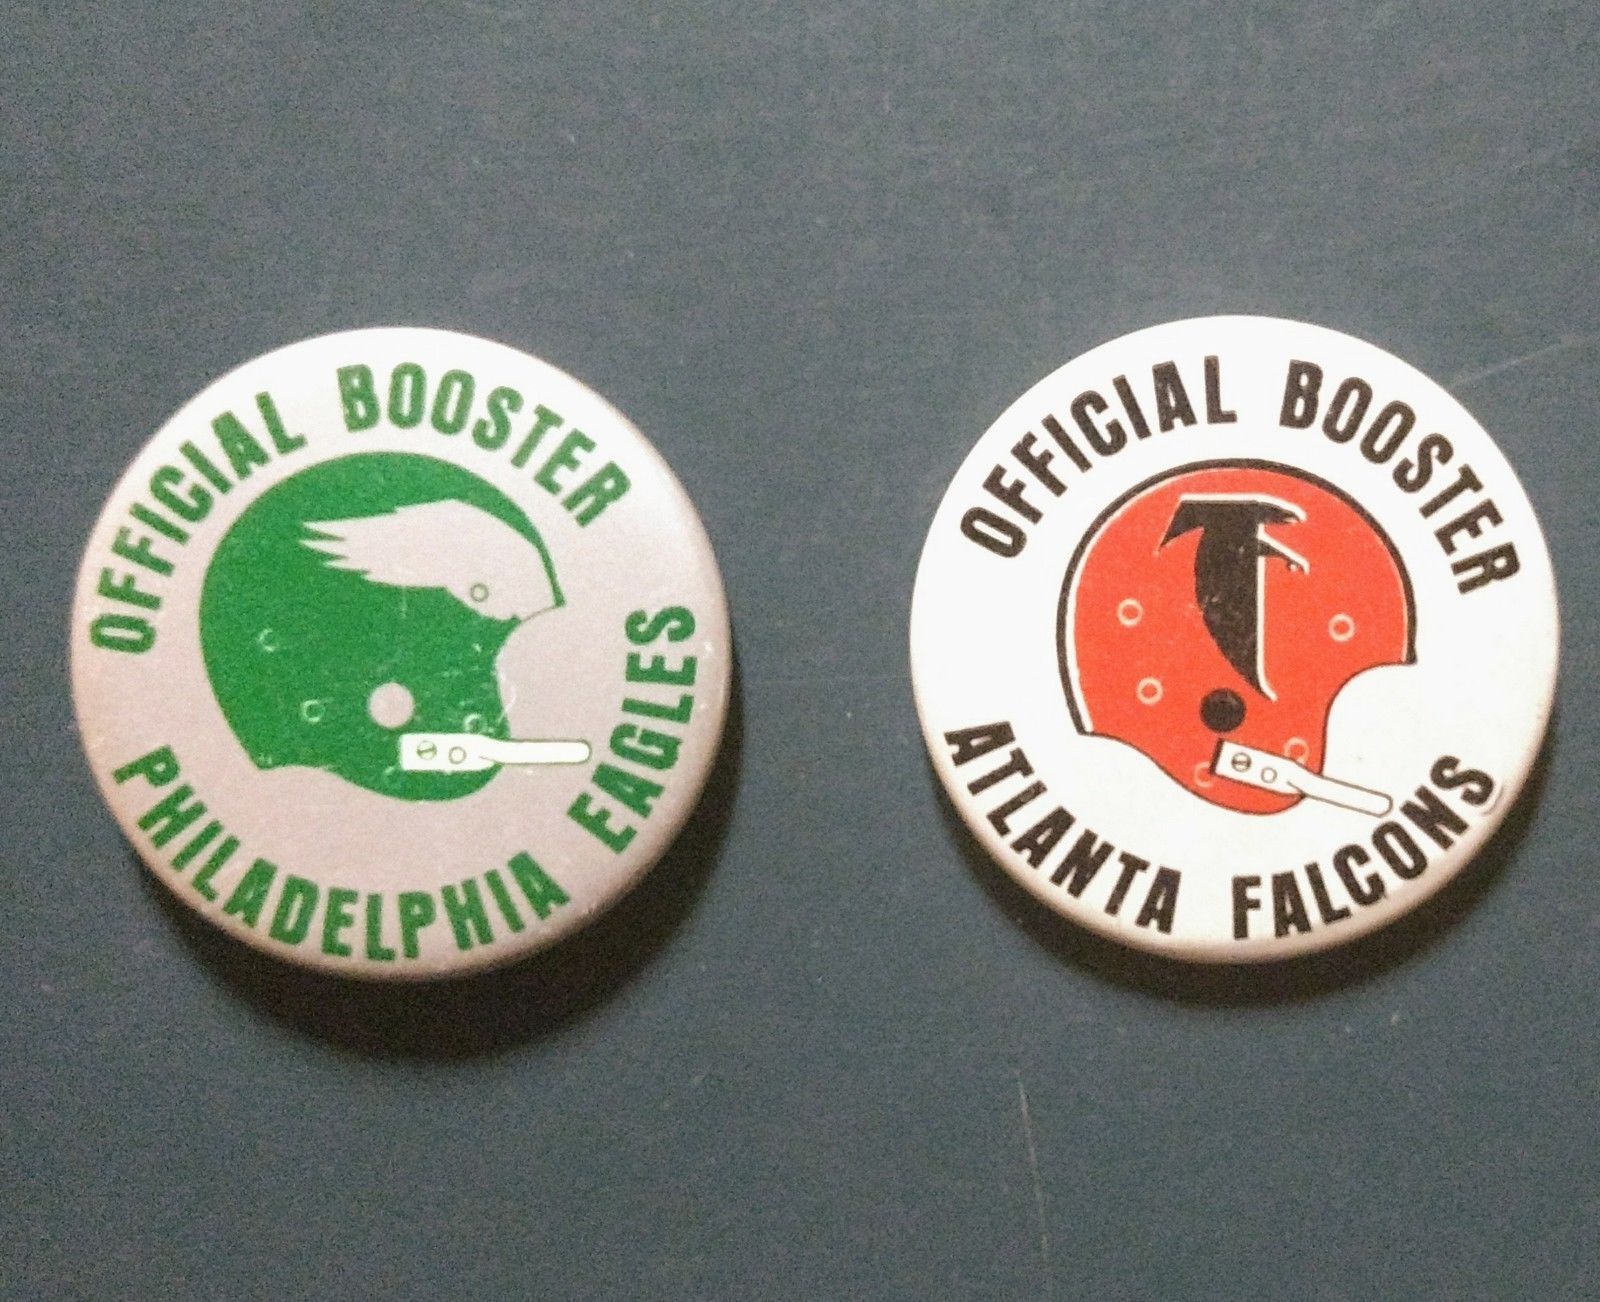 OFFICIAL BOOSTER
PHILADELPHIA EAGLES
OFFICIAL BOOSTER
ATLANTA FALCONS